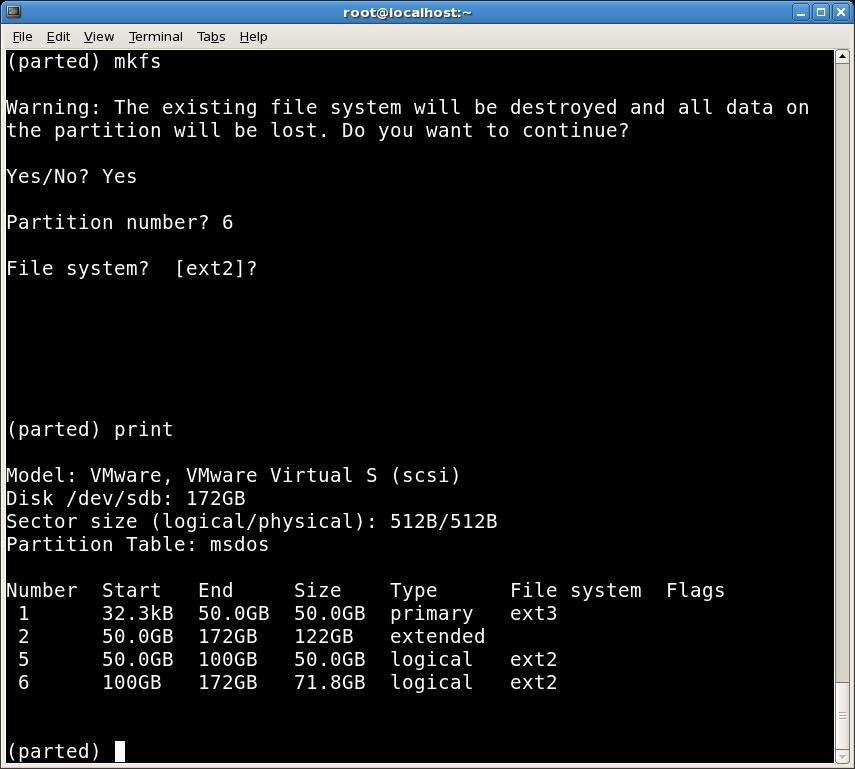 root@localhost:~
File Edit View Terminal Tabs Help
(parted) mkfs
Warning: The existing file system will be destroyed and all data on
the partition will be lost. Do you want to continue?
Yes/No? Yes
Partition number? 6
File system?  [ext2]?
(parted) print
Model: VMware, VMware Virtual S (scsi)
Disk /dev/sdb: 172GB
Sector size (logical/physical): 512B/512B
Partition Table: msdos
Number  Start   End     Size    Type      File system  Flags
 1      32.3kB  50.0GB  50.0GB  primary   ext3
 2      50.0GB  172GB   122GB   extended
 5      50.0GB  100GB   50.0GB  logical   ext2
 6      100GB   172GB   71.8GB  logical   ext2
(parted)